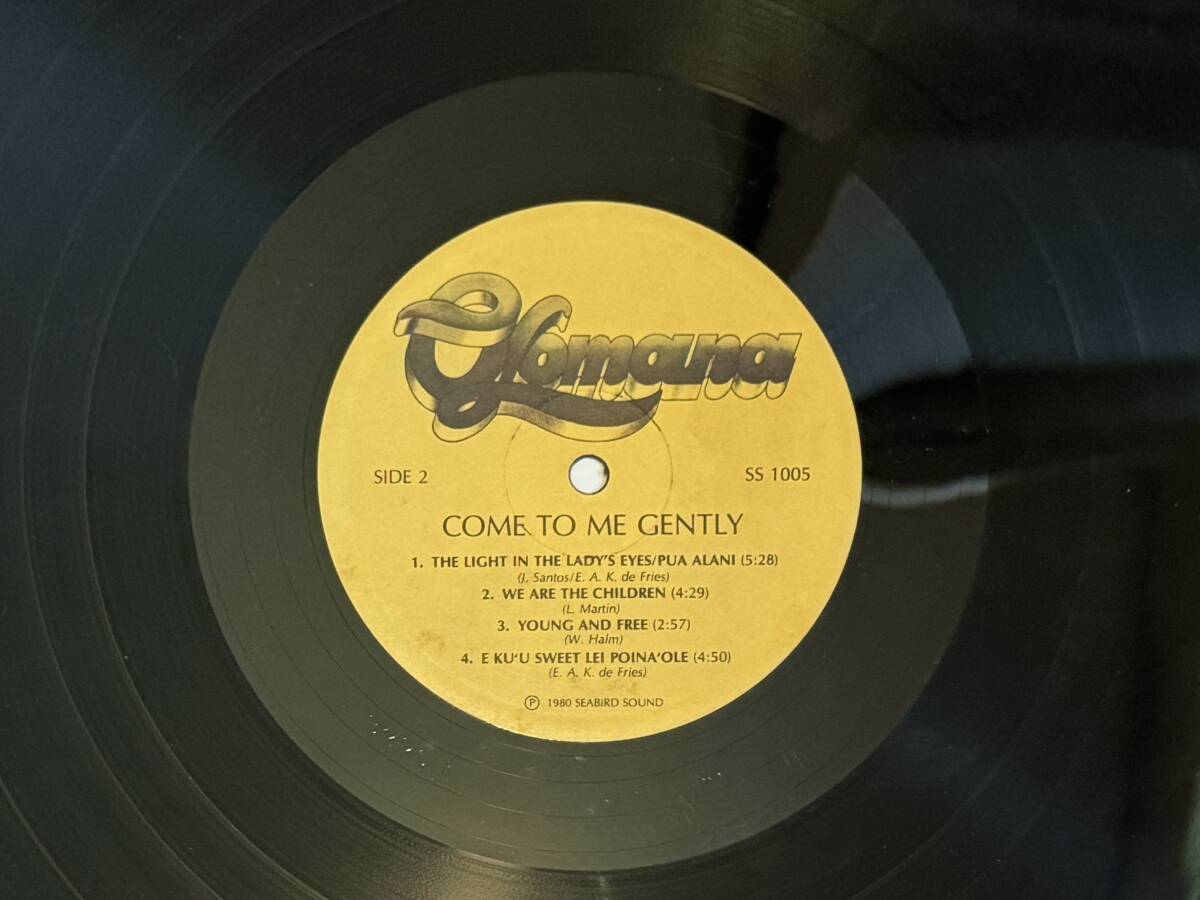 Olomana
SIDE 2
SS 1005
COME TO ME GENTLY
1. THE LIGHT IN THE LADY'S EYES/PUA ALANI (5:28)
(J. Santos/E. A. K. de Fries)
2. WE ARE THE CHILDREN (4:29)
(L. Martin)
3. YOUNG AND FREE (2:57)
(W. Halm)
4. E KU'U SWEET LEI POINA'OLE (4:50)
(E. A. K. de Fries)
Ⓟ 1980 SEABIRD SOUND